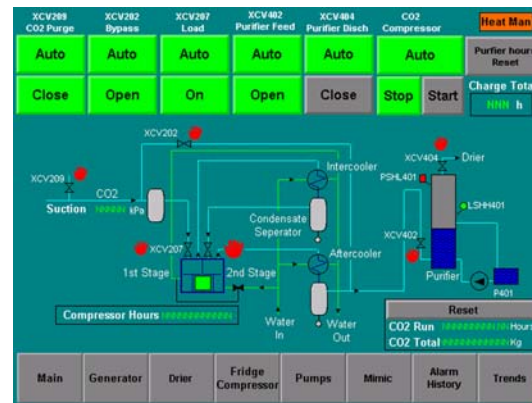 XCV209 XCV202 XCV207 XCV402 XCV404 CO2
CO2 Purge Bypass Load Purifier Feed Purifier Disch Compressor
Heat Man
Auto Auto Auto Auto Auto Auto
Purfier hours
Reset
Close Open On Open Close Stop Start
Charge Total
NNN h
XCV202
Intercooler
XCV404 Drier
PSHL401
XCV209
CO2
Suction NNNNN kPa
LSHH401
Condensate
Seperator
XCV207
XCV402
Aftercooler
1st Stage 2nd Stage
Purifier
P401
Compressor Hours
Water
In
Water
Out
Reset
CO2 Run Hours
CO2 Total Kg
Main Generator Drier Fridge
Compressor Pumps Mimic Alarm
History Trends